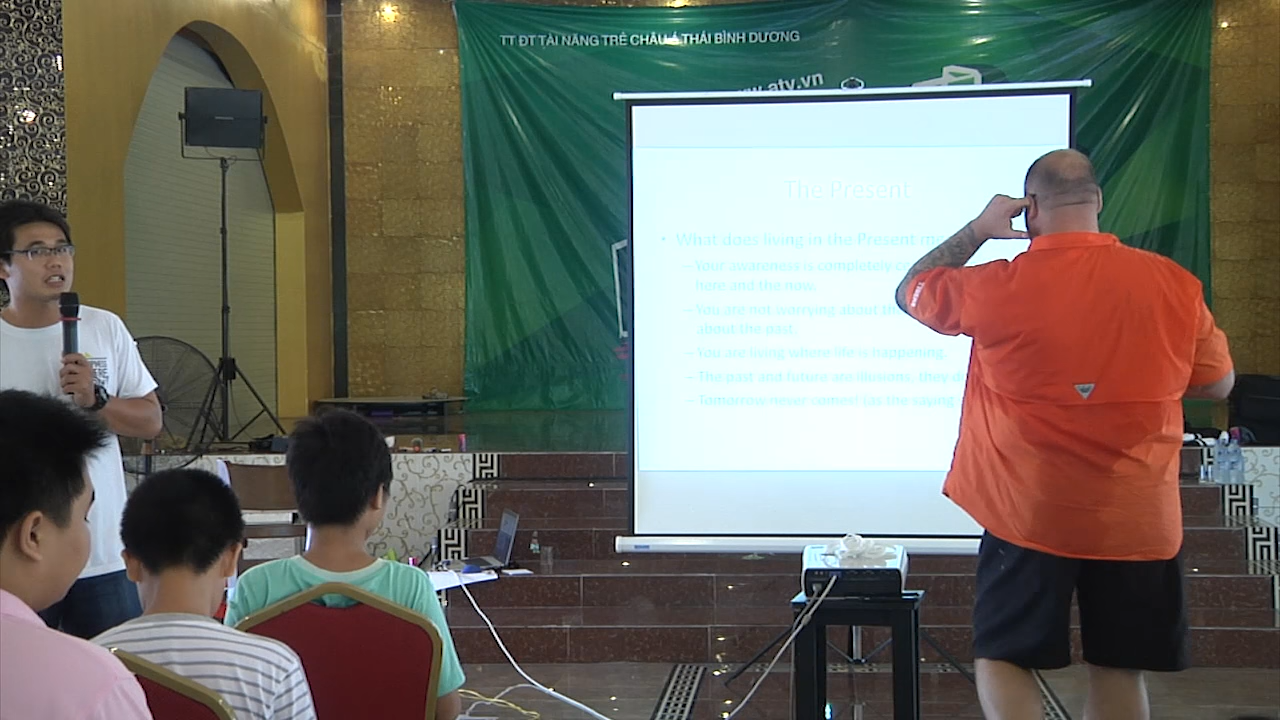 TT ĐT TÀI NĂNG TRẺ CHÂU Á THÁI BÌNH DƯƠNG
atv.vn
The Present
• What does living in the Present
– Your awareness is completely
here and the now.
– You are not worrying about
about the past.
– You are living where life is happening.
– The past and future are illusions, they
– Tomorrow never comes! the saying